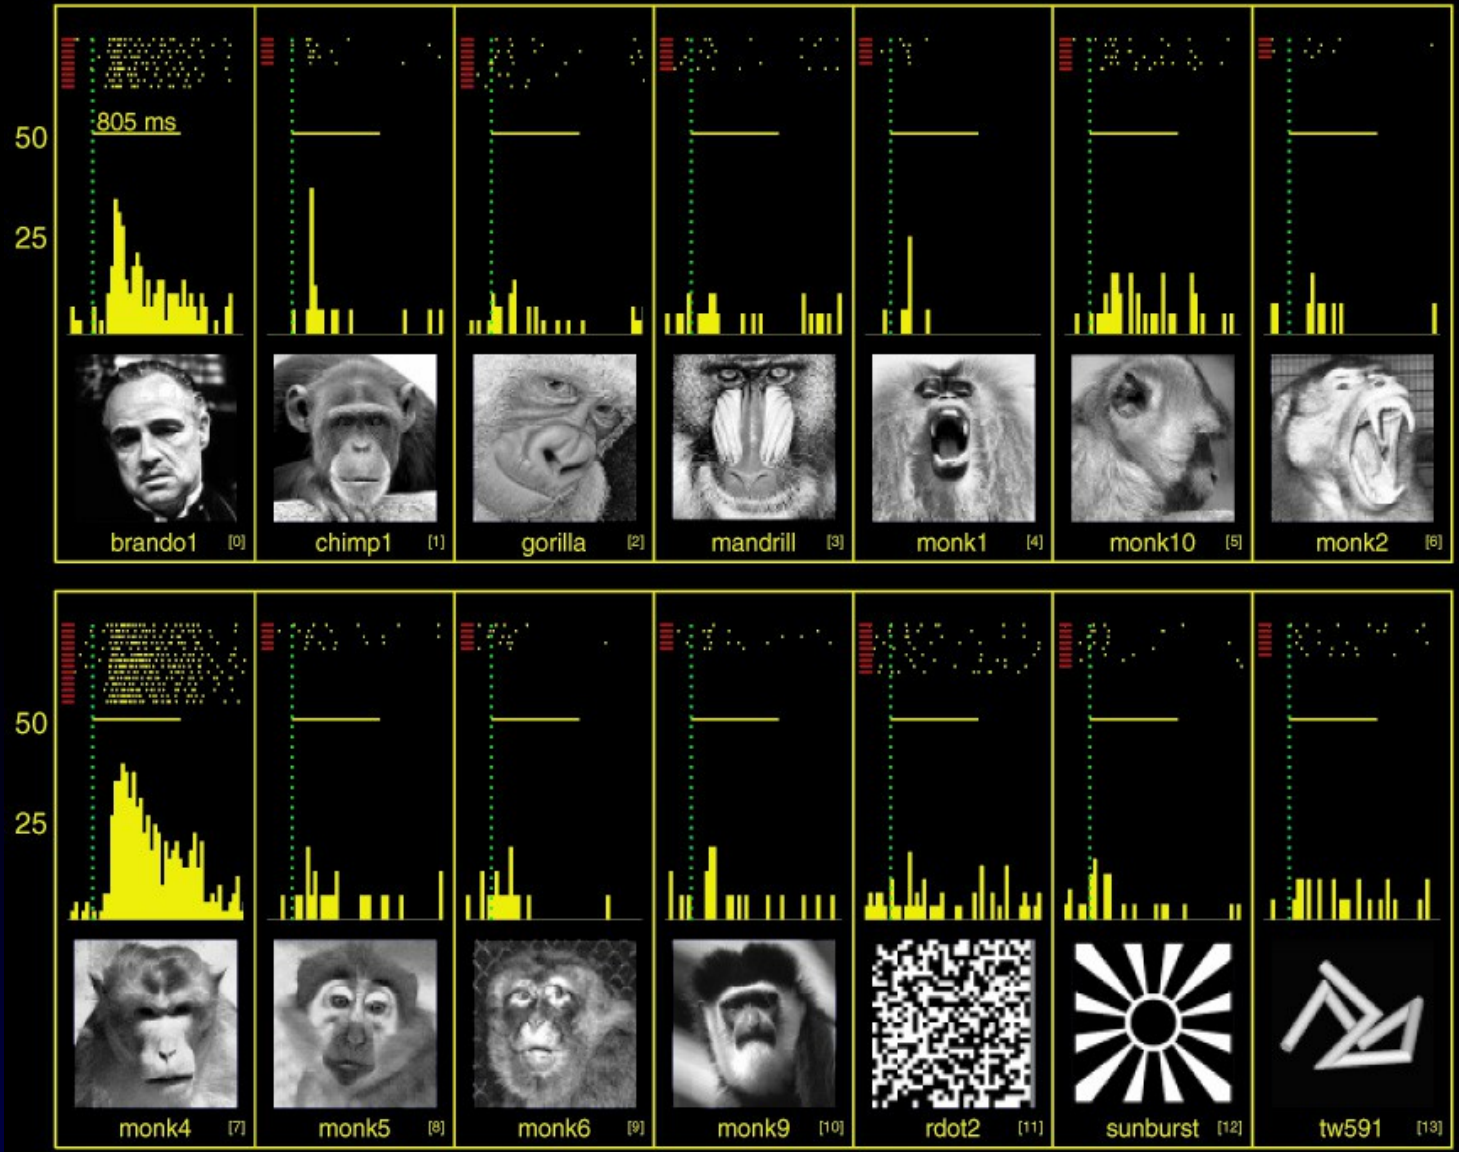 805 ms
50
25
brando1 [0] chimp1 [1] gorilla [2] mandrill [3] monk1 [4] monk10 [5] monk2 [6]
50
25
monk4 [7] monk5 [8] monk6 [9] monk9 [10] rdot2 [11] sunburst [12] tw591 [13]